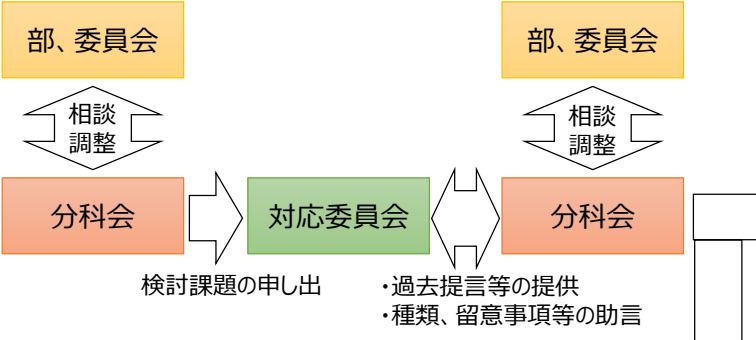 部、委員会
部、委員会
相談
調整
相談
調整
分科会
対応委員会
分科会
検討課題の申し出
・過去提言等の提供
・種類、留意事項等の助言